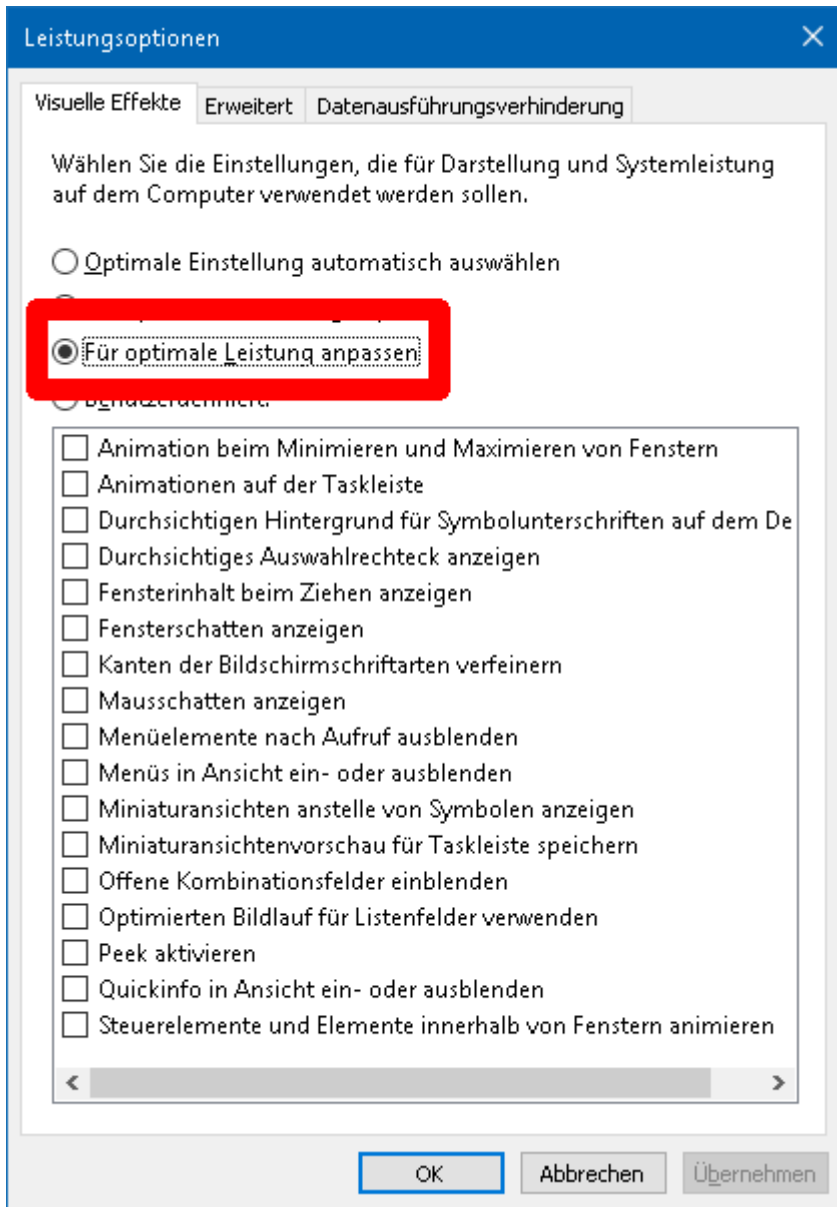 Leistungsoptionen
Visuelle Effekte
Erweitert
Datenausführungsverhinderung
Wählen Sie die Einstellungen, die für Darstellung und Systemleistung
auf dem Computer verwendet werden sollen.
Optimale Einstellung automatisch auswählen
Für optimale Leistung anpassen
Animation beim Minimieren und Maximieren von Fenstern
Animationen auf der Taskleiste
Durchsichtigen Hintergrund für Symbolunterschriften auf dem De
Durchsichtiges Auswahlrechteck anzeigen
Fensterinhalt beim Ziehen anzeigen
Fensterschatten anzeigen
Kanten der Bildschirmschriftarten verfeinern
Mausschatten anzeigen
Menüelemente nach Aufruf ausblenden
Menüs in Ansicht ein- oder ausblenden
Miniaturansichten anstelle von Symbolen anzeigen
Miniaturansichtenvorschau für Taskleiste speichern
Offene Kombinationsfelder einblenden
Optimierten Bildlauf für Listenfelder verwenden
Peek aktivieren
Quickinfo in Ansicht ein- oder ausblenden
Steuerelemente und Elemente innerhalb von Fenstern animieren
OK
Abbrechen
Übernehmen